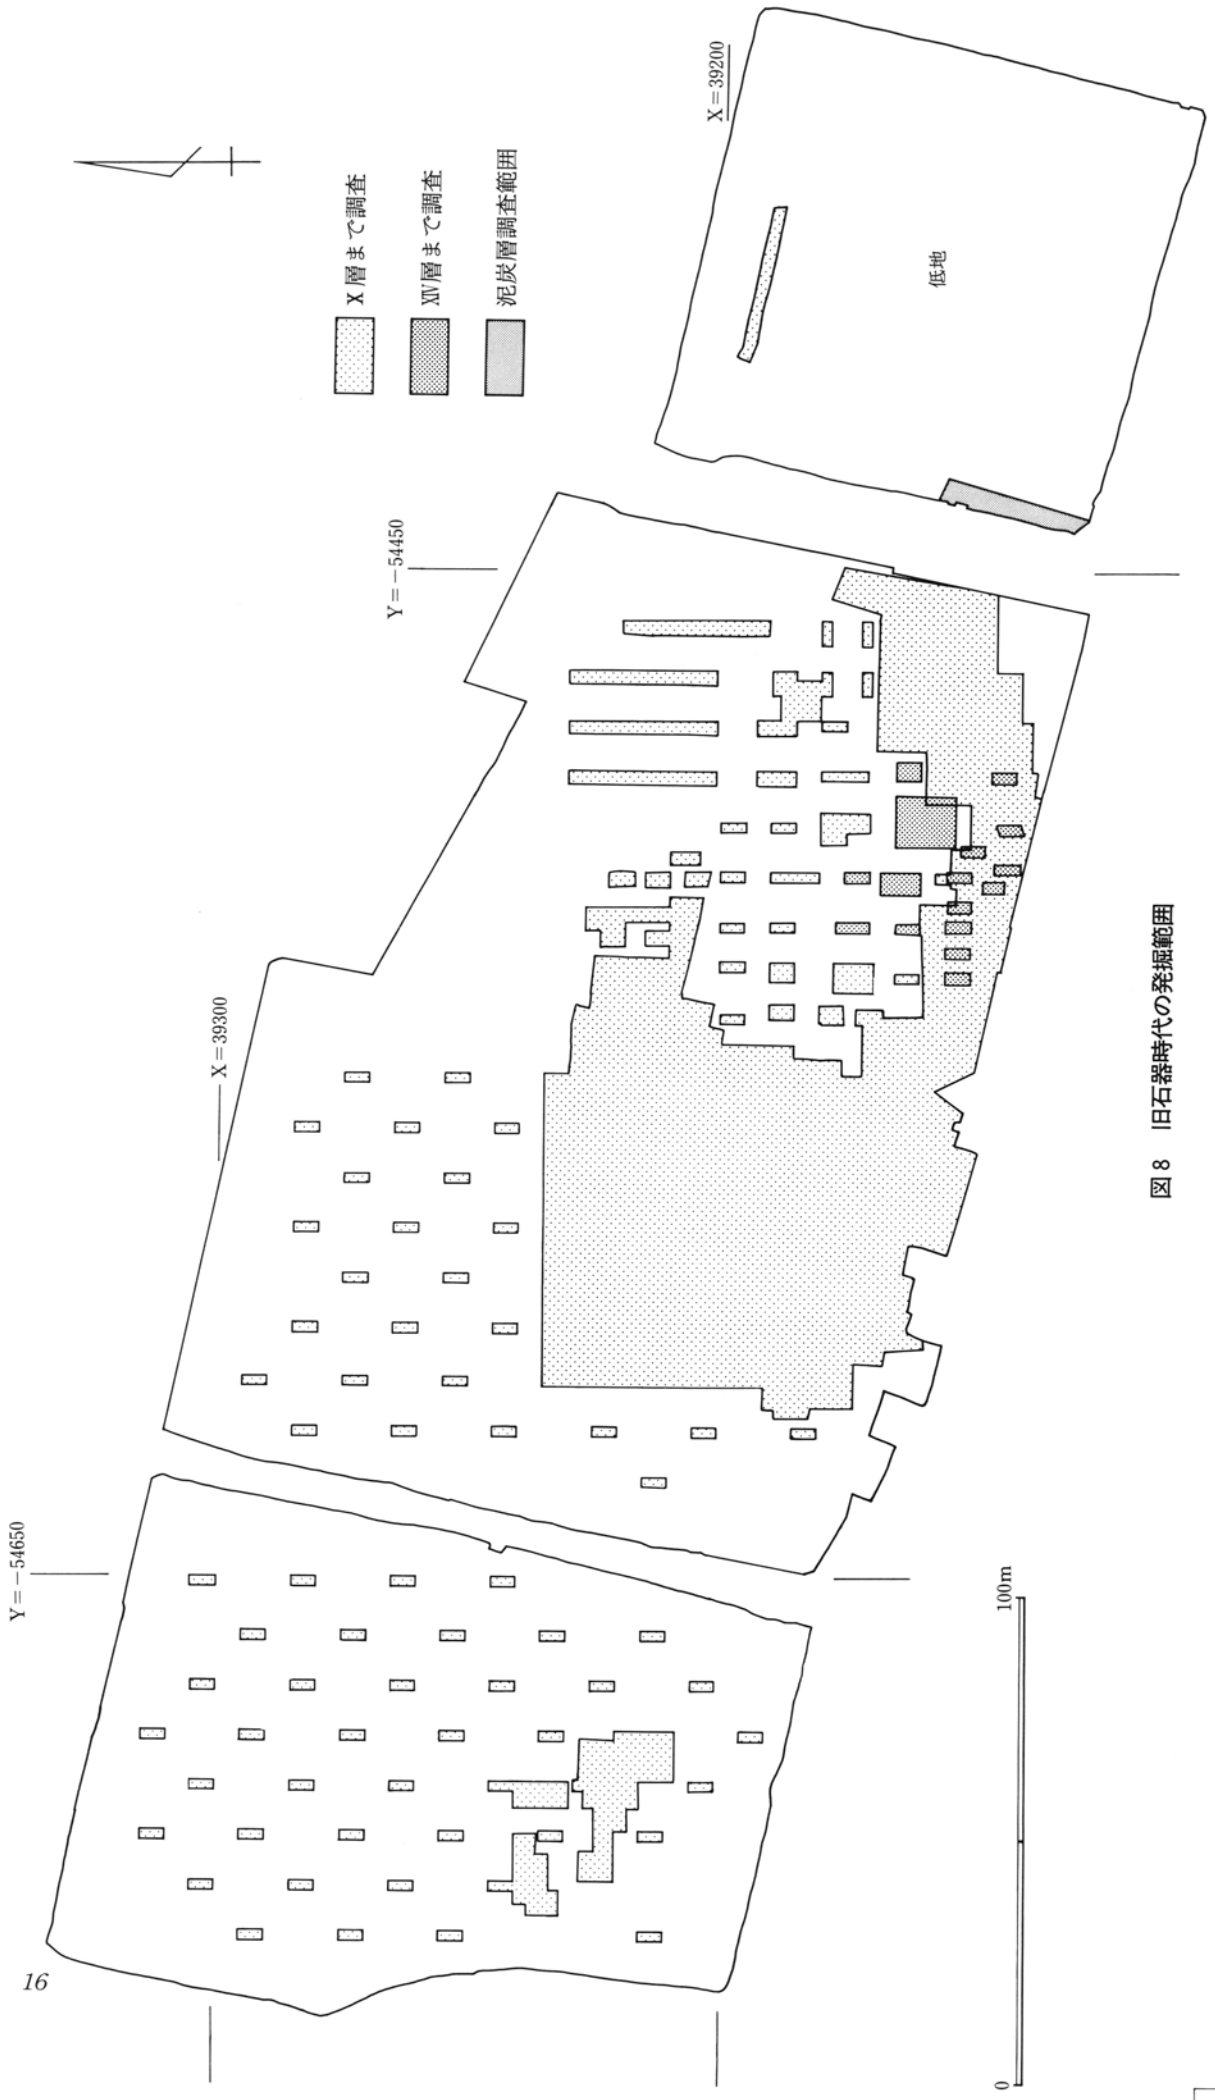 X=39200
X層まで調査
XIV層まで調査
泥炭層調査範囲
低地
Y=-54450
X=39300
Y=-54650
0
100m
図8 旧石器時代の発掘範囲
16